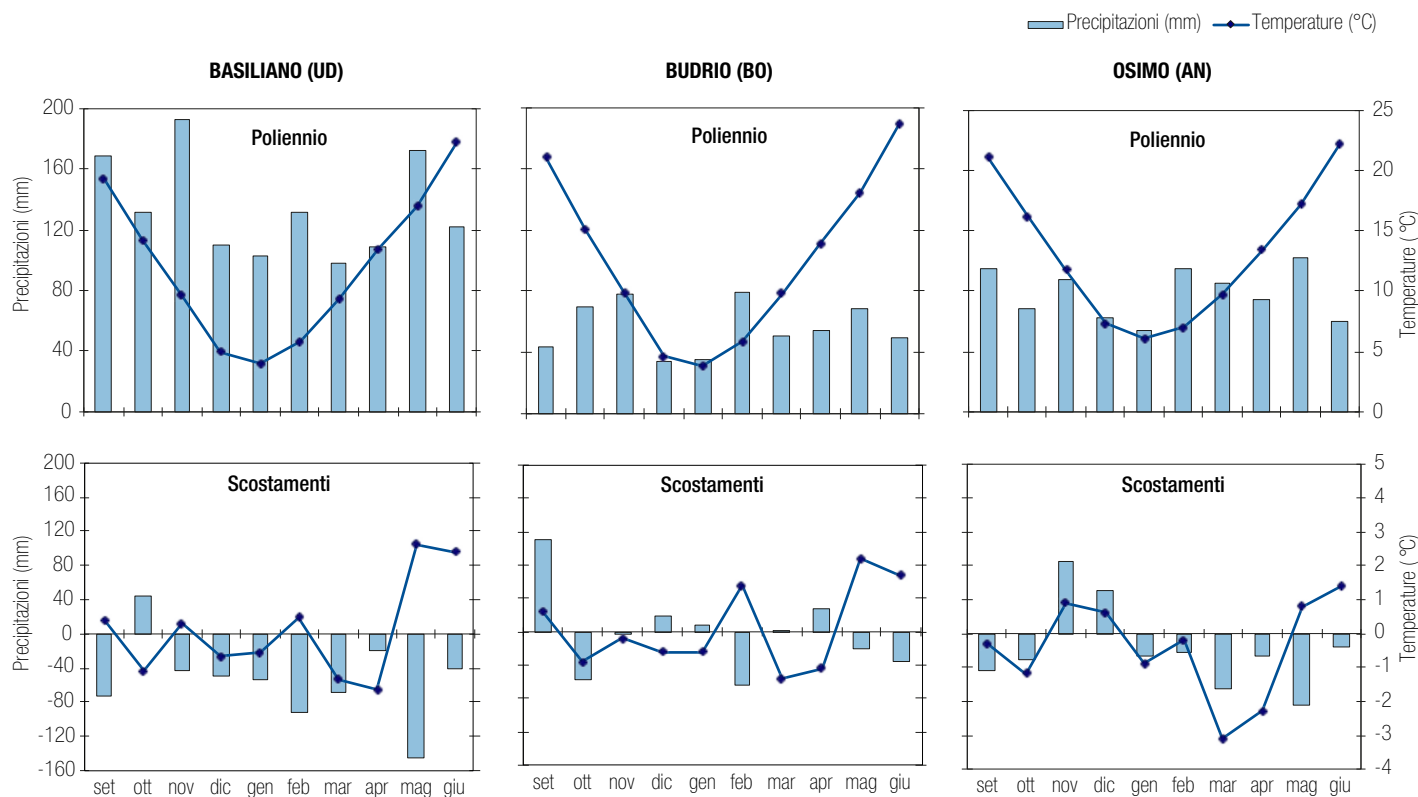 Precipitazioni (mm) Temperature (°C)
BASILIANO (UD) BUDRIO (BO) OSIMO (AN)
Poliennio Poliennio Poliennio
Precipitazioni (mm)
200
160
120
80
40
0
Temperature (°C)
25
20
15
10
5
0
Scostamenti Scostamenti Scostamenti
Precipitazioni (mm)
200
160
120
80
40
0
-40
-80
-120
-160
Temperature (°C)
5
4
3
2
1
0
-1
-2
-3
-4
set ott nov dic gen feb mar apr mag giu
set ott nov dic gen feb mar apr mag giu
set ott nov dic gen feb mar apr mag giu